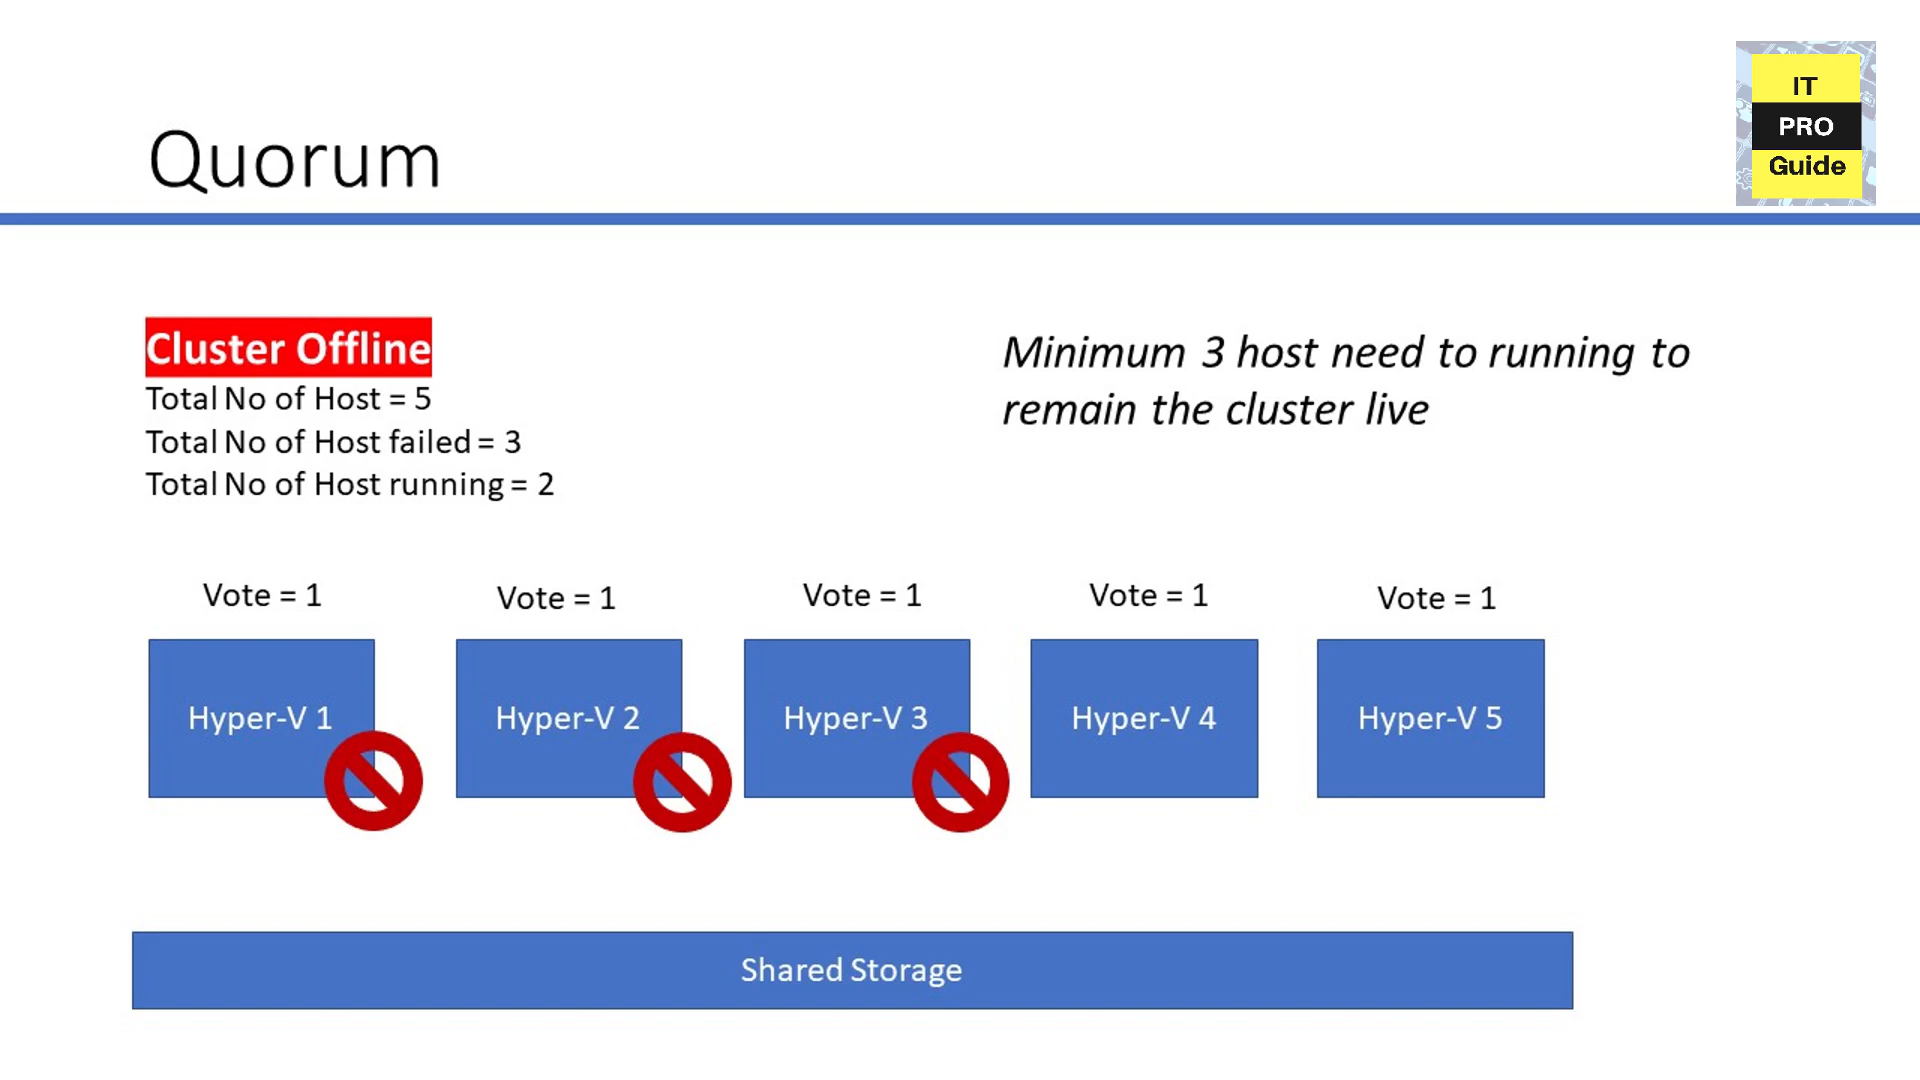 IT
PRO
Guide
Quorum
Cluster Offline
Total No of Host = 5
Total No of Host failed = 3
Total No of Host running = 2
Minimum 3 host need to running to
remain the cluster live
Vote = 1
Vote = 1
Vote = 1
Vote = 1
Vote = 1
Hyper-V 1
Hyper-V 2
Hyper-V 3
Hyper-V 4
Hyper-V 5
Shared Storage